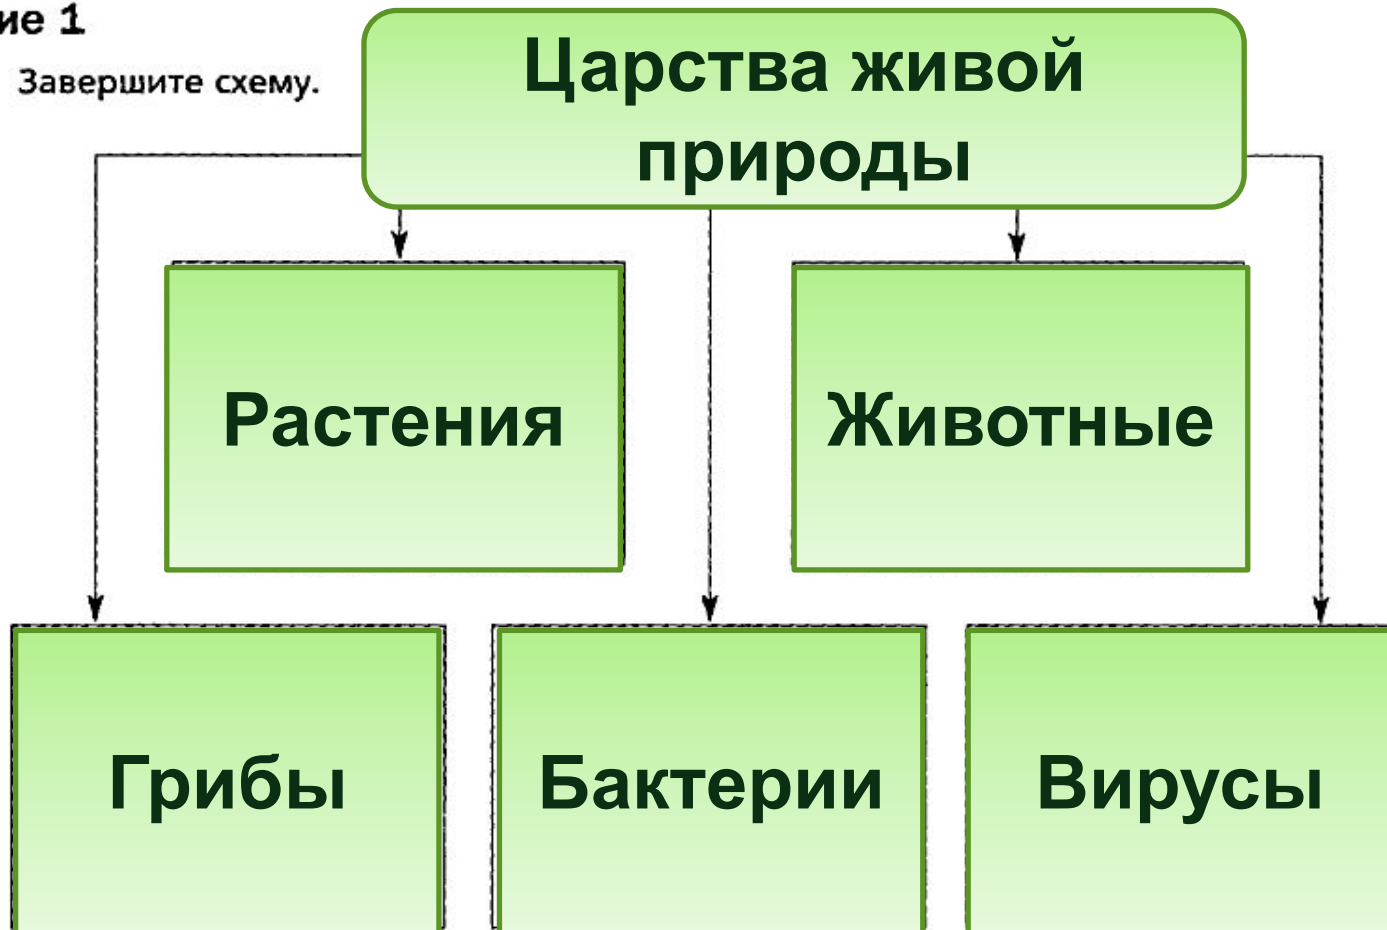 ие 1
Завершите схему.
Царства живой
природы
Растения
Животные
Грибы
Бактерии
Вирусы